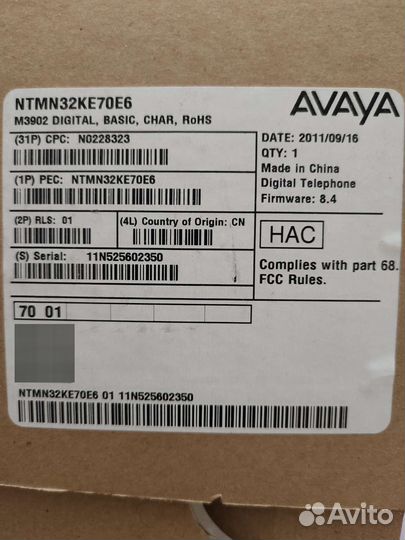 NTMN32KE70E6
M3902 DIGITAL, BASIC, CHAR, RoHS
AVAYA
(31P) CPC: N0228323
DATE: 2011/09/16
QTY: 1
Made in China
Digital Telephone
Firmware: 8.4
(1P) PEC: NTMN32KE70E6
(2P) RLS: 01
(4L) Country of Origin: CN
HAC
(S) Serial: 11N525602350
Complies with part 68.
FCC Rules.
70 01
NTMN32KE70E6 01 11N525602350
Avito